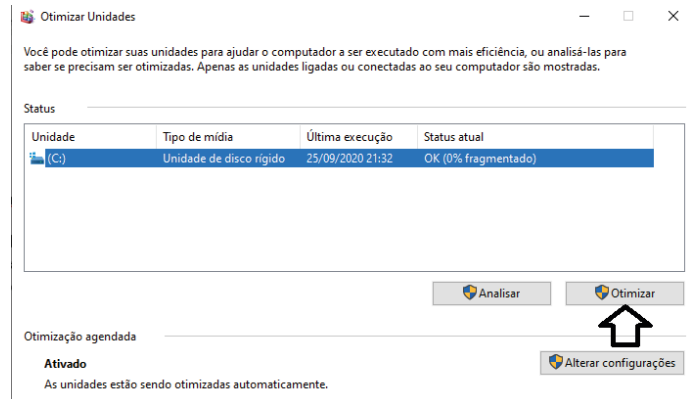 Otimizar Unidades
Você pode otimizar suas unidades para ajudar o computador a ser executado com mais eficiência, ou analisá-las para
saber se precisam ser otimizadas. Apenas as unidades ligadas ou conectadas ao seu computador são mostradas.
Status
Unidade Tipo de mídia Última execução Status atual
(C:) Unidade de disco rígido 25/09/2020 21:32 OK (0% fragmentado)
Analisar Otimizar
Otimização agendada
Ativado Alterar configurações
As unidades estão sendo otimizadas automaticamente.